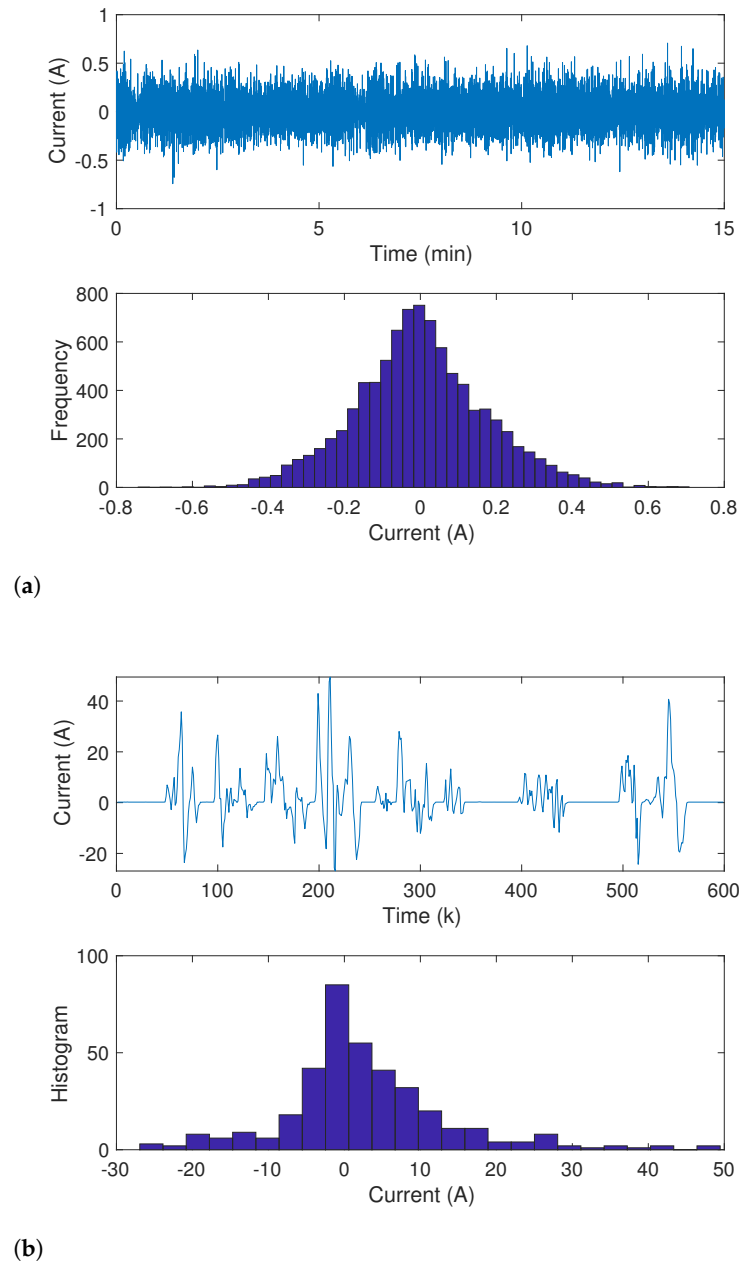 1
0.5
0
-0.5
-1
Current (A)
0 5 10 15
Time (min)
800
600
400
200
0
Frequency
-0.8 -0.6 -0.4 -0.2 0 0.2 0.4 0.6 0.8
Current (A)
(a)
40
20
0
-20
Current (A)
0 100 200 300 400 500 600
Time (k)
100
50
0
Histogram
-30 -20 -10 0 10 20 30 40 50
Current (A)
(b)